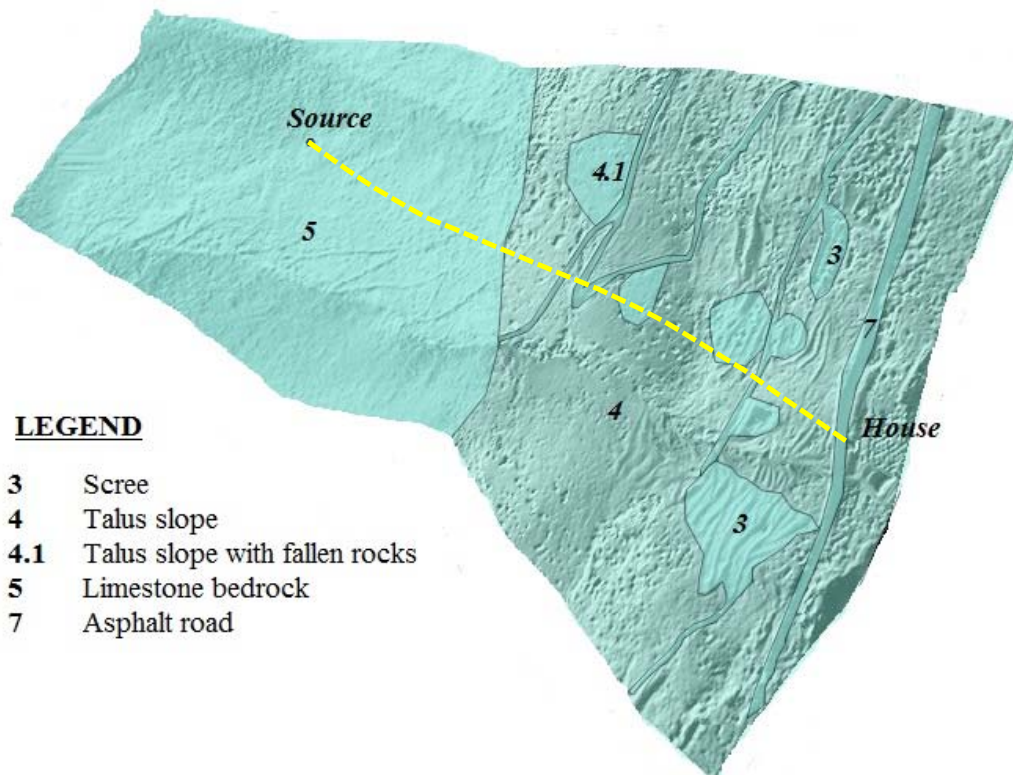 Source
4.1
5
3
7
4
House
3
LEGEND
3 Scree
4 Talus slope
4.1 Talus slope with fallen rocks
5 Limestone bedrock
7 Asphalt road